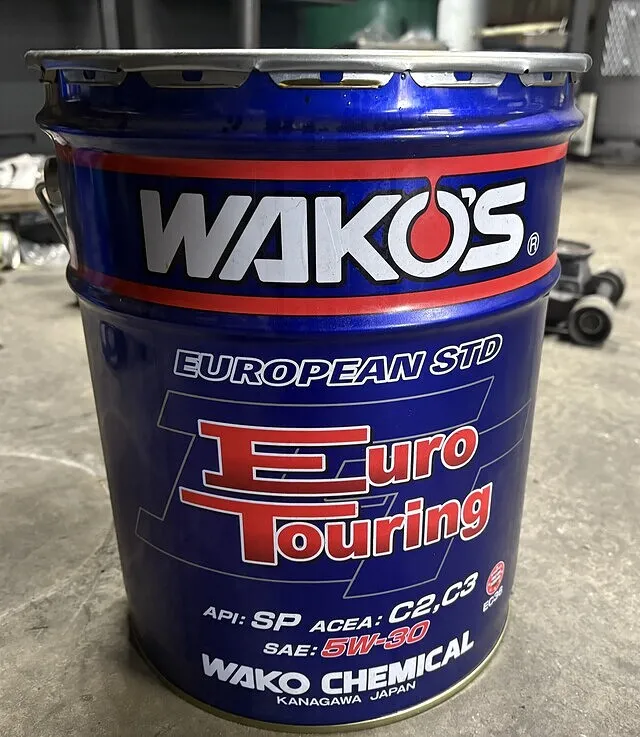 WAKO'S®
EUROPEAN STD
Euro
Touring
API: SP ACEA: C2,C3
SAE: 5W-30
WAKO CHEMICAL
KANAGAWA JAPAN